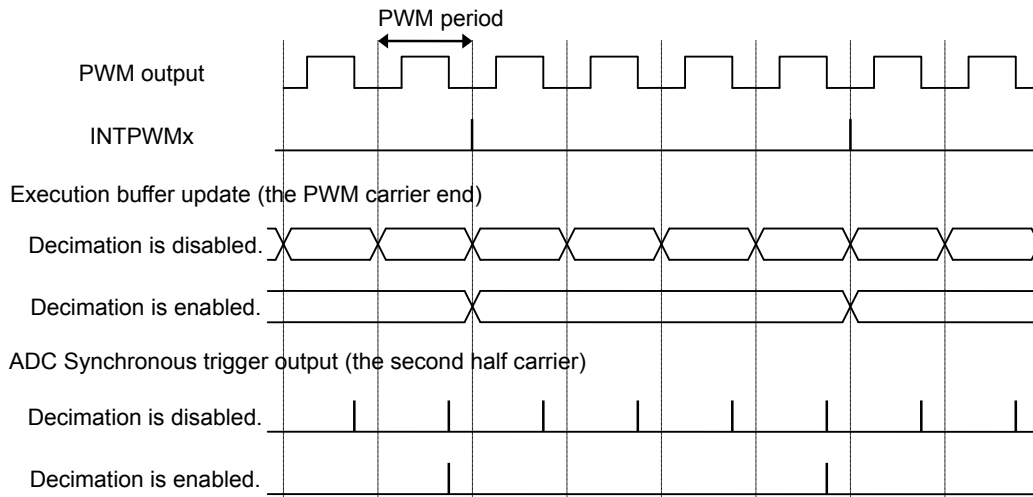 PWM period
PWM output
INTPWMx
Execution buffer update (the PWM carrier end)
Decimation is disabled.
Decimation is enabled.
ADC Synchronous trigger output (the second half carrier)
Decimation is disabled.
Decimation is enabled.